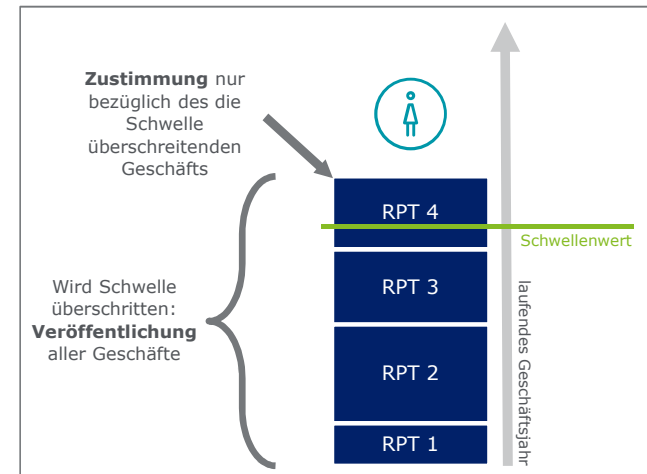 Zustimmung nur
bezüglich des die
Schwelle
überschreitenden
Geschäfts
RPT 4
Schwellenwert
RPT 3
Wird Schwelle
überschritten:
Veröffentlichung
aller Geschäfte
RPT 2
RPT 1
laufendes Geschäftsjahr